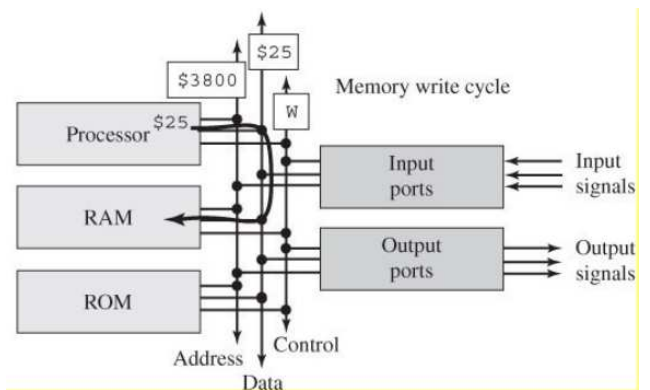 $25
$3800
W
Memory write cycle
Processor
$25
Input
ports
Input
signals
RAM
Output
ports
Output
signals
ROM
Address
Control
Data